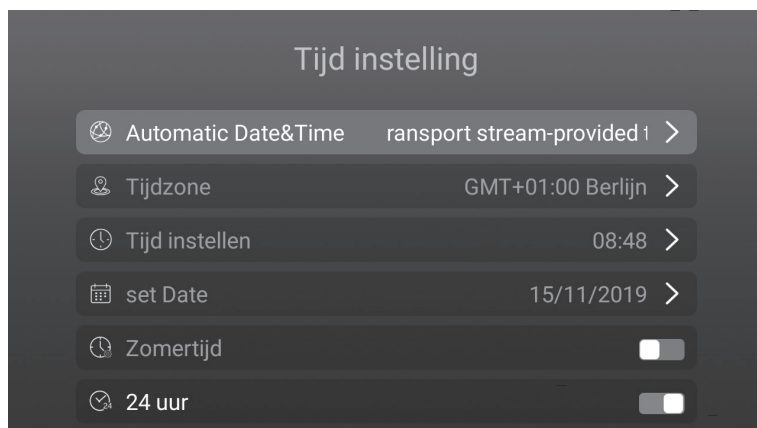 Tijd instelling
Automatic Date&Time ransport stream-provided t
Tijdzone GMT+01:00 Berlijn
Tijd instellen 08:48
set Date 15/11/2019
Zomertijd
24 uur